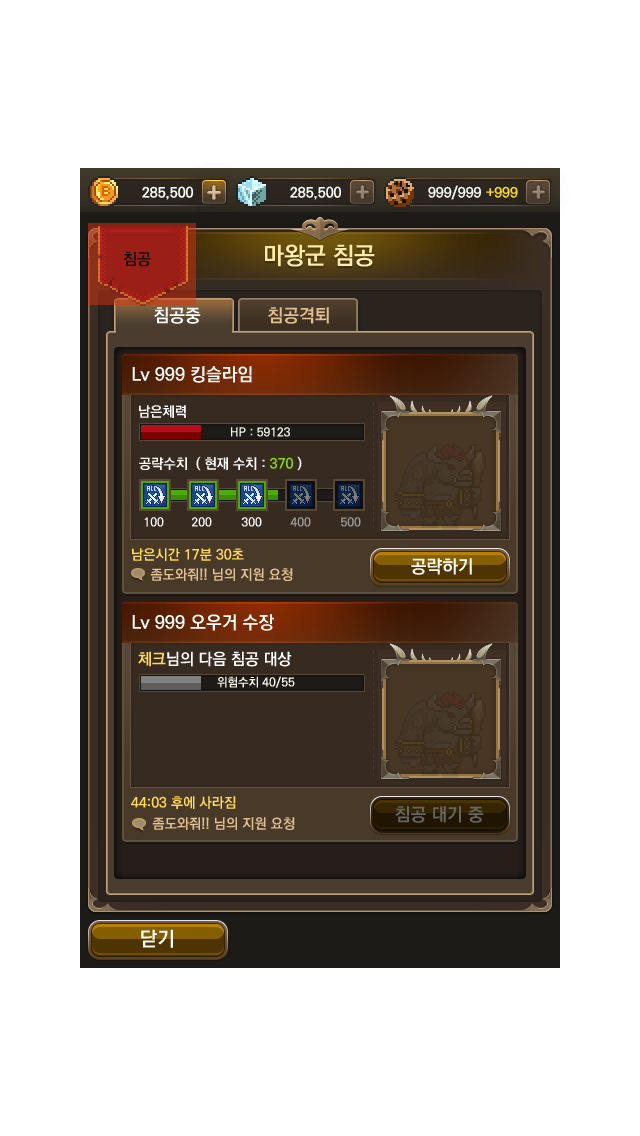 285,500 285,500 999/999 +999
침공
마왕군 침공
침공중 침공격퇴
Lv 999 킹슬라임
남은체력
HP : 59123
공략수치 ( 현재 수치 : 370 )
100 200 300 400 500
남은시간 17분 30초
좀도와줘!! 님의 지원 요청
공략하기
Lv 999 오우거 수장
체크님의 다음 침공 대상
위험수치 40/55
44:03 후에 사라짐
좀도와줘!! 님의 지원 요청
침공 대기 중
닫기